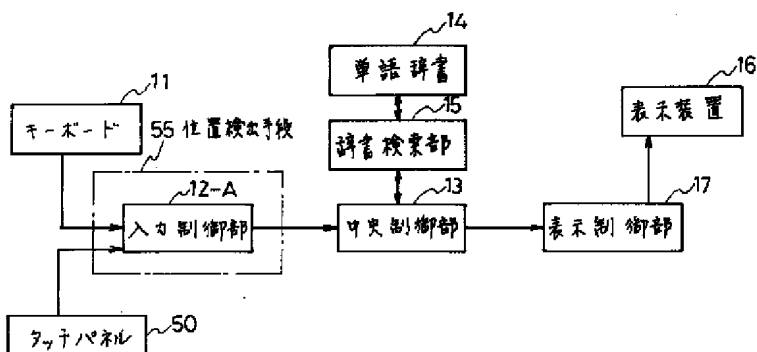 14
単語辞書
11
キーボード
15
辞書検索部
16
表示装置
55 位置検出手段
12-A
入力制御部
13
中央制御部
17
表示制御部
タッチパネル
50